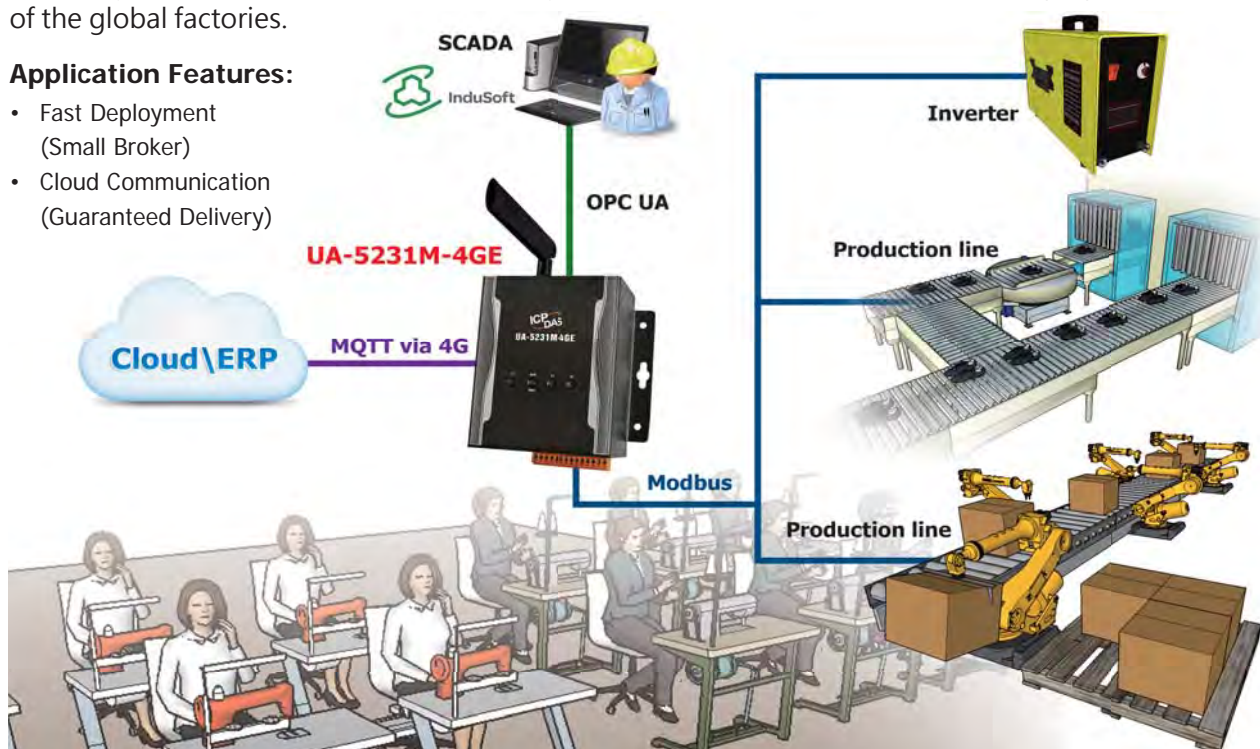 of the global factories.
Application Features:
• Fast Deployment
(Small Broker)
• Cloud Communication
(Guaranteed Delivery)
SCADA
InduSoft
OPC UA
UA-5231M-4GE
ICP DAS
UA-5231M-4GE
Cloud\ERP
MQTT via 4G
Modbus
Inverter
Production line
Production line